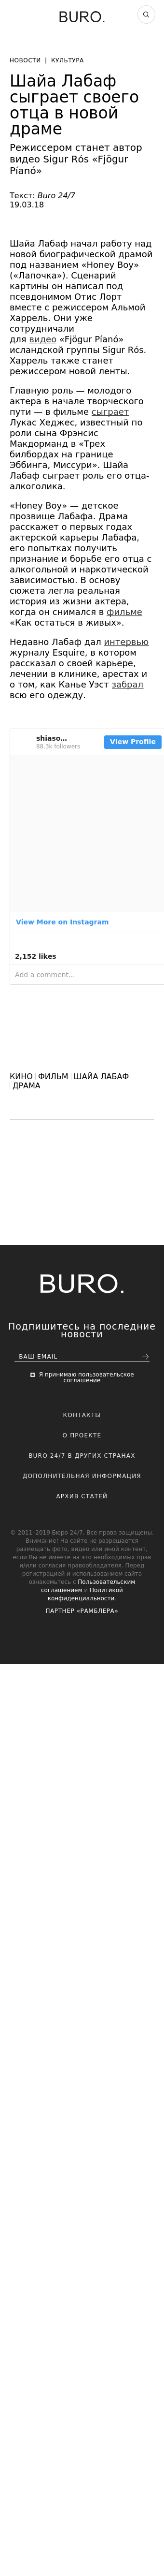 BURO.
НОВОСТИ | КУЛЬТУРА
Шайа Лабаф
сыграет своего
отца в новой
драме
Режиссером станет автор
видео Sigur Rós «Fjögur
Píanó»
Текст: Buro 24/7
19.03.18
Шайа Лабаф начал работу над
новой биографической драмой
под названием «Honey Boy»
(«Лапочка»). Сценарий
картины он написал под
псевдонимом Отис Лорт
вместе с режиссером Альмой
Харрель. Они уже
сотрудничали
для видео «Fjögur Píanó»
исландской группы Sigur Rós.
Харрель также станет
режиссером новой ленты.
Главную роль — молодого
актера в начале творческого
пути — в фильме сыграет
Лукас Хеджес, известный по
роли сына Фрэнсис
Макдорманд в «Трех
билбордах на границе
Эббинга, Миссури». Шайа
Лабаф сыграет роль его отца-
алкоголика.
«Honey Boy» — детское
прозвище Лабафа. Драма
расскажет о первых годах
актерской карьеры Лабафа,
его попытках получить
признание и борьбе его отца с
алкогольной и наркотической
зависимостью. В основу
сюжета легла реальная
история из жизни актера,
когда он снимался в фильме
«Как остаться в живых».
Недавно Лабаф дал интервью
журналу Esquire, в котором
рассказал о своей карьере,
лечении в клинике, арестах и
о том, как Канье Уэст забрал
всю его одежду.
shiaso...
88.3k followers
View Profile
View More on Instagram
2,152 likes
Add a comment...
КИНО | ФИЛЬМ | ШАЙА ЛАБАФ
| ДРАМА
BURO.
Подпишитесь на последние
новости
ВАШ EMAIL
Я принимаю пользовательское
соглашение
КОНТАКТЫ
О ПРОЕКТЕ
BURO 24/7 В ДРУГИХ СТРАНАХ
ДОПОЛНИТЕЛЬНАЯ ИНФОРМАЦИЯ
АРХИВ СТАТЕЙ
© 2011–2019 Бюро 24/7. Все права защищены.
Внимание! На сайте не разрешается
размещать фото, видео или иной контент,
если Вы не имеете на это необходимых прав
и/или согласия правообладателя. Перед
регистрацией и использованием сайта
ознакомьтесь с Пользовательским
соглашением и Политикой
конфиденциальности.
ПАРТНЕР «РАМБЛЕРА»